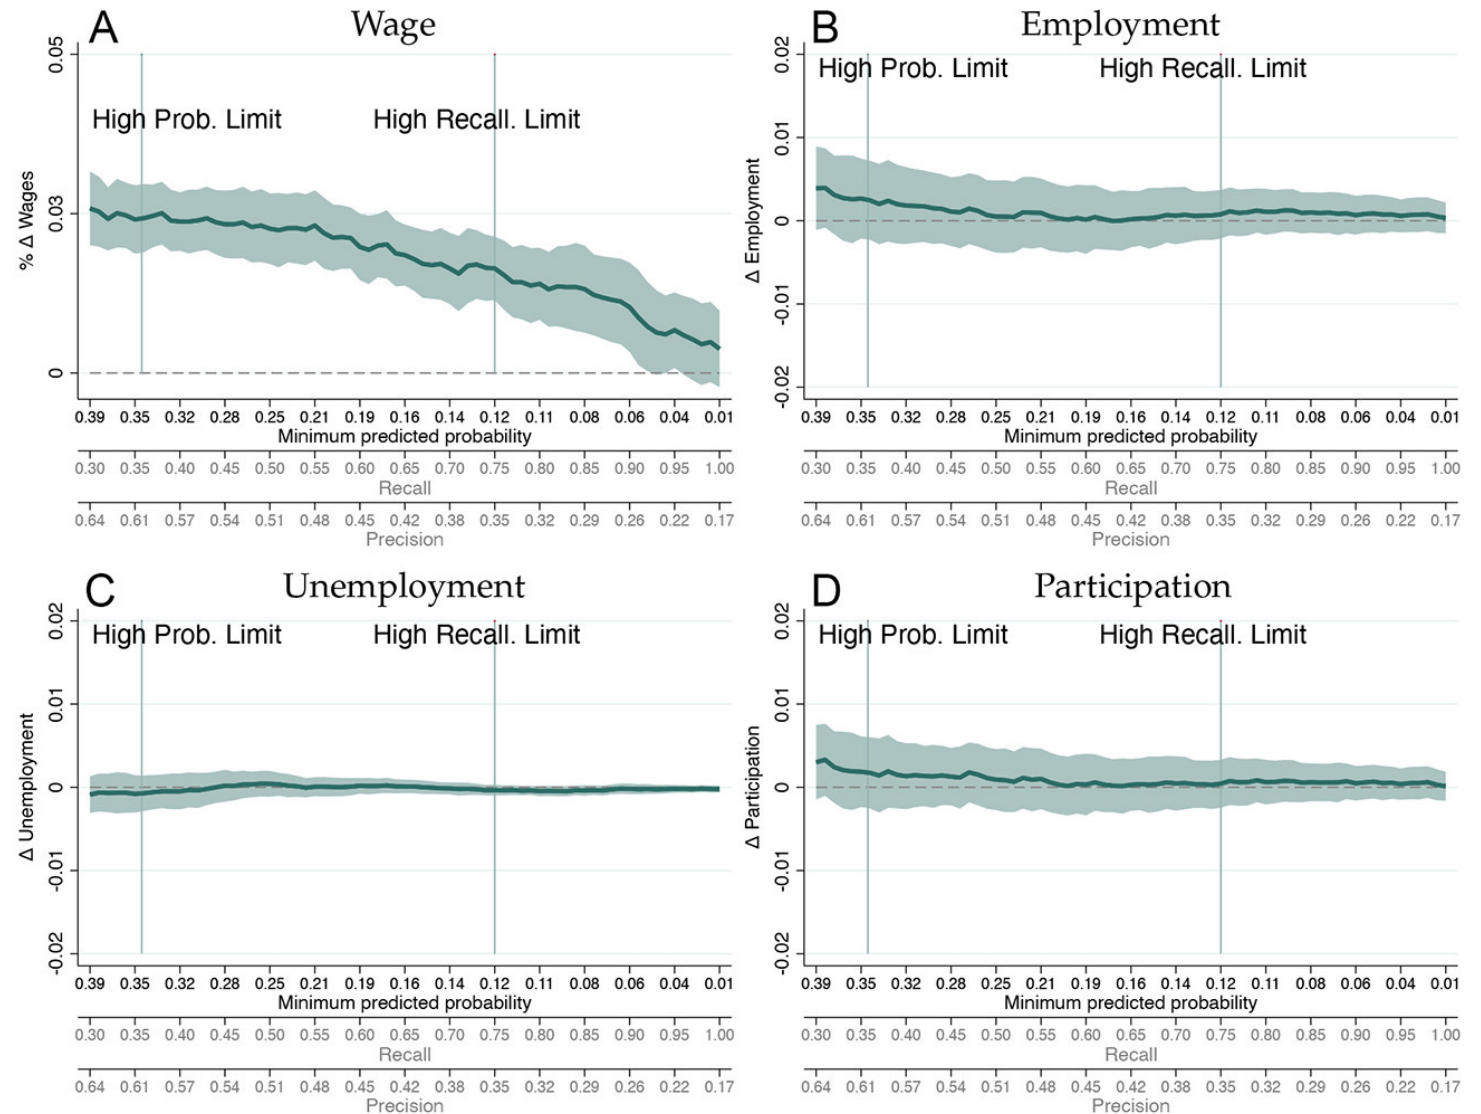 A Wage
0.05
High Prob. Limit High Recall. Limit
% Δ Wages
0.03
0
0.39 0.35 0.32 0.28 0.25 0.21 0.19 0.16 0.14 0.12 0.11 0.08 0.06 0.04 0.01
Minimum predicted probability
0.30 0.35 0.40 0.45 0.50 0.55 0.60 0.65 0.70 0.75 0.80 0.85 0.90 0.95 1.00
Recall
0.64 0.61 0.57 0.54 0.51 0.48 0.45 0.42 0.38 0.35 0.32 0.29 0.26 0.22 0.17
Precision
B Employment
0.02
High Prob. Limit High Recall. Limit
0.01
Δ Employment
0
-0.01
-0.02
0.39 0.35 0.32 0.28 0.25 0.21 0.19 0.16 0.14 0.12 0.11 0.08 0.06 0.04 0.01
Minimum predicted probability
0.30 0.35 0.40 0.45 0.50 0.55 0.60 0.65 0.70 0.75 0.80 0.85 0.90 0.95 1.00
Recall
0.64 0.61 0.57 0.54 0.51 0.48 0.45 0.42 0.38 0.35 0.32 0.29 0.26 0.22 0.17
Precision
C Unemployment
0.02
High Prob. Limit High Recall. Limit
0.01
Δ Unemployment
0
-0.01
-0.02
0.39 0.35 0.32 0.28 0.25 0.21 0.19 0.16 0.14 0.12 0.11 0.08 0.06 0.04 0.01
Minimum predicted probability
0.30 0.35 0.40 0.45 0.50 0.55 0.60 0.65 0.70 0.75 0.80 0.85 0.90 0.95 1.00
Recall
0.64 0.61 0.57 0.54 0.51 0.48 0.45 0.42 0.38 0.35 0.32 0.29 0.26 0.22 0.17
Precision
D Participation
0.02
High Prob. Limit High Recall. Limit
0.01
Δ Participation
0
-0.01
-0.02
0.39 0.35 0.32 0.28 0.25 0.21 0.19 0.16 0.14 0.12 0.11 0.08 0.06 0.04 0.01
Minimum predicted probability
0.30 0.35 0.40 0.45 0.50 0.55 0.60 0.65 0.70 0.75 0.80 0.85 0.90 0.95 1.00
Recall
0.64 0.61 0.57 0.54 0.51 0.48 0.45 0.42 0.38 0.35 0.32 0.29 0.26 0.22 0.17
Precision